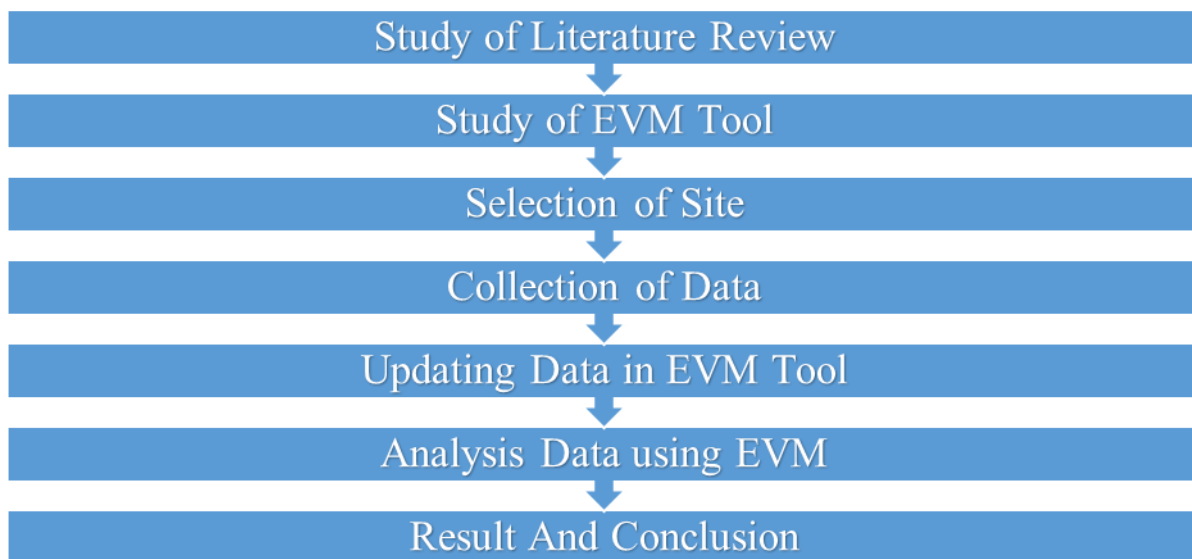 Study of Literature Review
Study of EVM Tool
Selection of Site
Collection of Data
Updating Data in EVM Tool
Analysis Data using EVM
Result And Conclusion